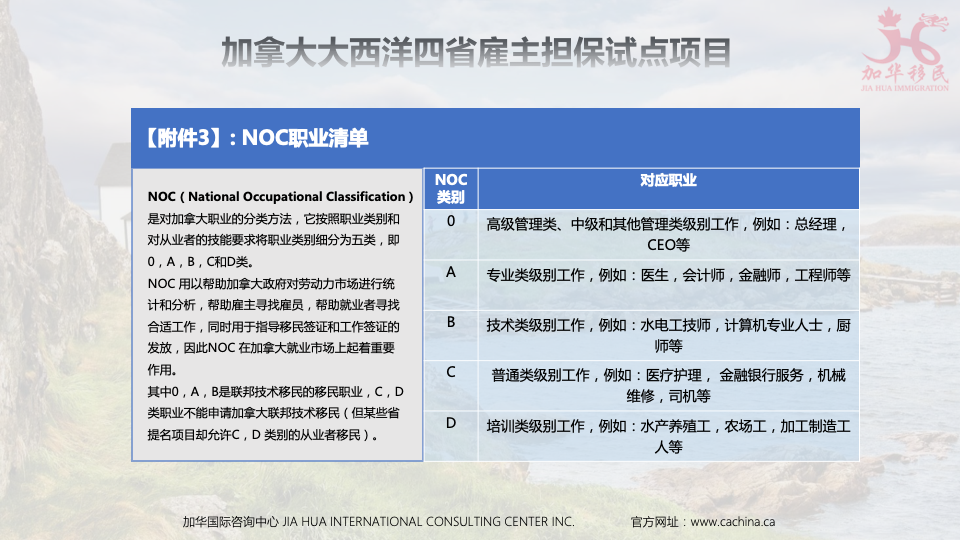 加拿大大西洋四省雇主担保试点项目
加华移民
JIA HUA IMMIGRATION
【附件3】: NOC职业清单
NOC（National Occupational Classification）
是对加拿大职业的分类方法，它按照职业类别和
对从业者的技能要求将职业类别细分为五类，即
0，A，B，C和D类。
NOC 用以帮助加拿大政府对劳动力市场进行统
计和分析，帮助雇主寻找雇员，帮助就业者寻找
合适工作，同时用于指导移民签证和工作签证的
发放，因此NOC 在加拿大就业市场上起着重要
作用。
其中0，A，B是联邦技术移民的移民职业，C，D
类职业不能申请加拿大联邦技术移民（但某些省
提名项目却允许C，D 类别的从业者移民）。
NOC
类别
对应职业
0
高级管理类、中级和其他管理类级别工作，例如：总经理，
CEO等
A
专业类级别工作，例如：医生，会计师，金融师，工程师等
B
技术类级别工作，例如：水电工技师，计算机专业人士，厨
师等
C
普通类级别工作，例如：医疗护理， 金融银行服务，机械
维修，司机等
D
培训类级别工作，例如：水产养殖工，农场工，加工制造工
人等
加华国际咨询中心 JIA HUA INTERNATIONAL CONSULTING CENTER INC.
官方网址：www.cachina.ca